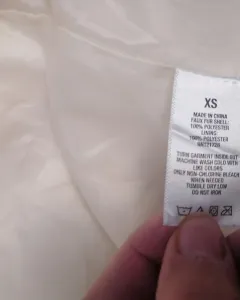 XS
MADE IN CHINA
FAUX FUR SHELL:
100% POLYESTER
LINING
100% POLYESTER
TURN GARMENT INSIDE OUT
MACHINE WASH COLD WITH
LIKE COLORS
ONLY NON-CHLORINE BLEACH
WHEN NEEDED
TUMBLE DRY LOW
DO NOT IRON